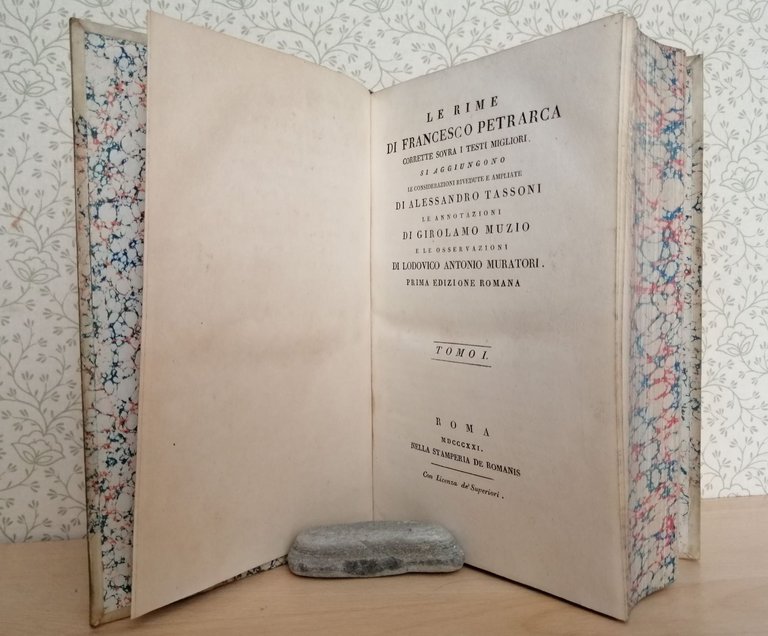 LE RIME
DI FRANCESCO PETRARCA
CORRETTE SOVRA I TESTI MIGLIORI.
SI AGGIUNGONO
LE CONSIDERAZIONI RIVEDUTE E AMPLIATE
DI ALESSANDRO TASSONI
LE ANNOTAZIONI
DI GIROLAMO MUZIO
E LE OSSERVAZIONI
DI LODOVICO ANTONIO MURATORI.
PRIMA EDIZIONE ROMANA
TOMO I.
ROMA
MDCCCXXI.
NELLA STAMPERIA DE ROMANIS
Con Licenza de' Superiori.